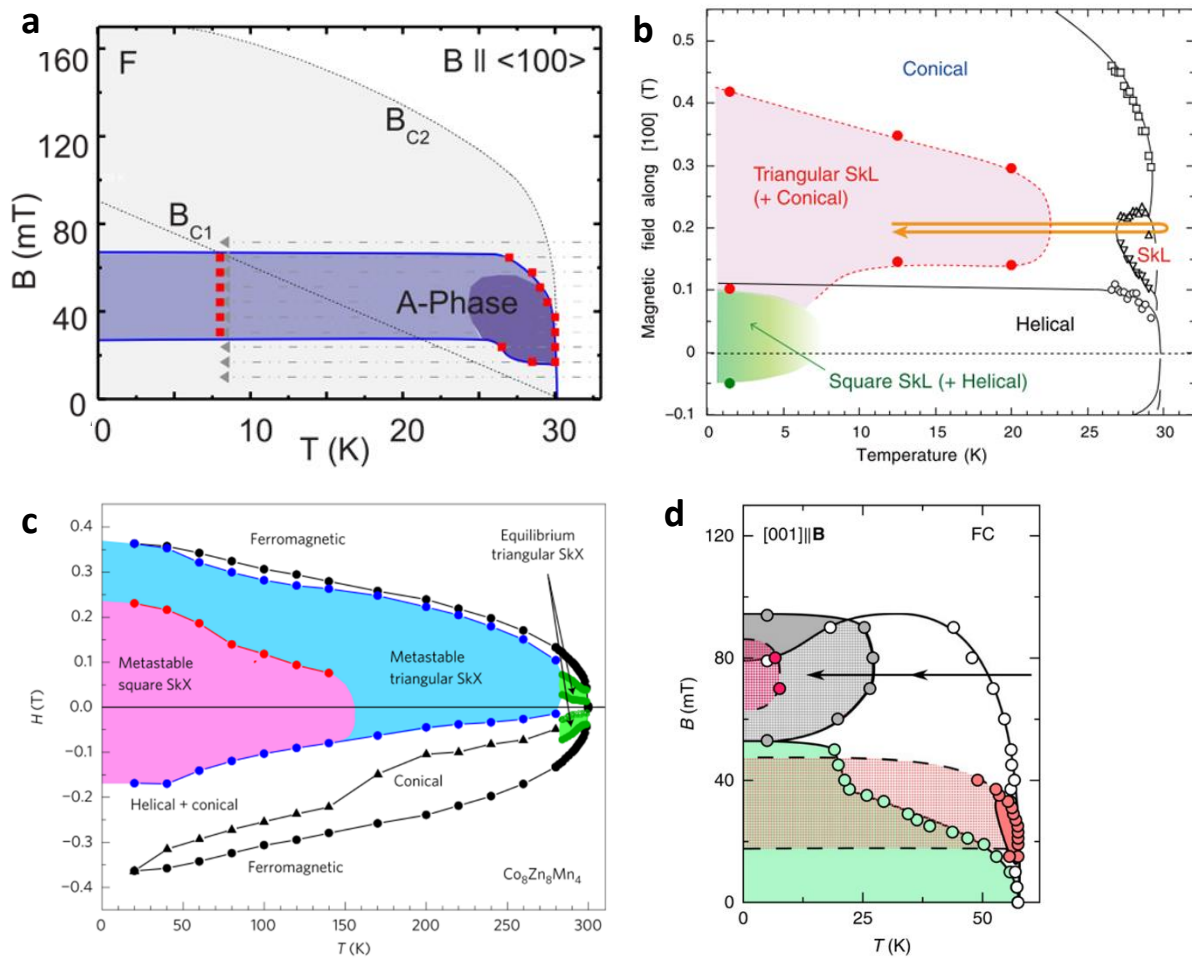 a
160
120
80
40
0
B (mT)
F
B || <100>
B_C2
B_C1
A-Phase
0
10
20
30
T (K)
b
0.5
0.4
0.3
0.2
0.1
0
−0.1
Magnetic field along [100] (T)
Conical
Triangular SkL
(+ Conical)
SkL
Helical
Square SkL (+ Helical)
0
5
10
15
20
25
30
Temperature (K)
c
0.4
0.3
0.2
0.1
0.0
−0.1
−0.2
−0.3
−0.4
H (T)
Ferromagnetic
Equilibrium
triangular SkX
Metastable
square SkX
Metastable
triangular SkX
Conical
Helical + conical
Ferromagnetic
Co₈Zn₈Mn₄
0
50
100
150
200
250
300
T (K)
d
120
80
40
0
B (mT)
[001]||B
FC
0
25
50
T (K)